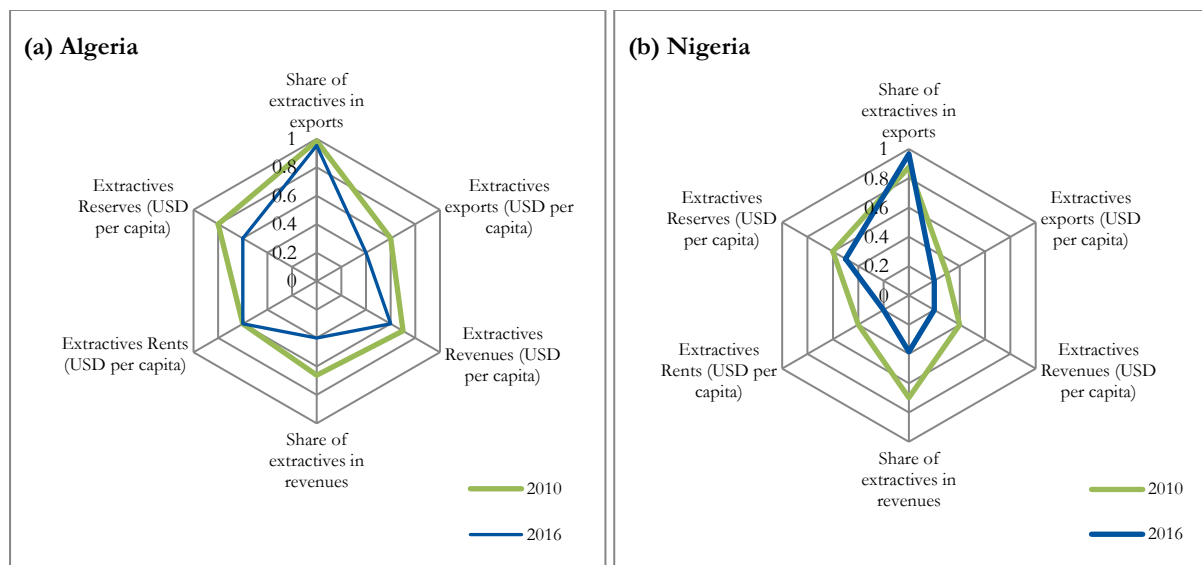 (a) Algeria
Share of
extractives in
exports
1
0.8
0.6
0.4
0.2
0
Extractives
exports (USD per
capita)
Extractives
Revenues (USD
per capita)
Share of
extractives in
revenues
Extractives Rents
(USD per capita)
Extractives
Reserves (USD
per capita)
2010
2016
(b) Nigeria
Share of
extractives in
exports
1
0.8
0.6
0.4
0.2
0
Extractives
exports (USD
per capita)
Extractives
Revenues (USD
per capita)
Share of
extractives in
revenues
Extractives
Rents (USD per
capita)
Extractives
Reserves (USD
per capita)
2010
2016